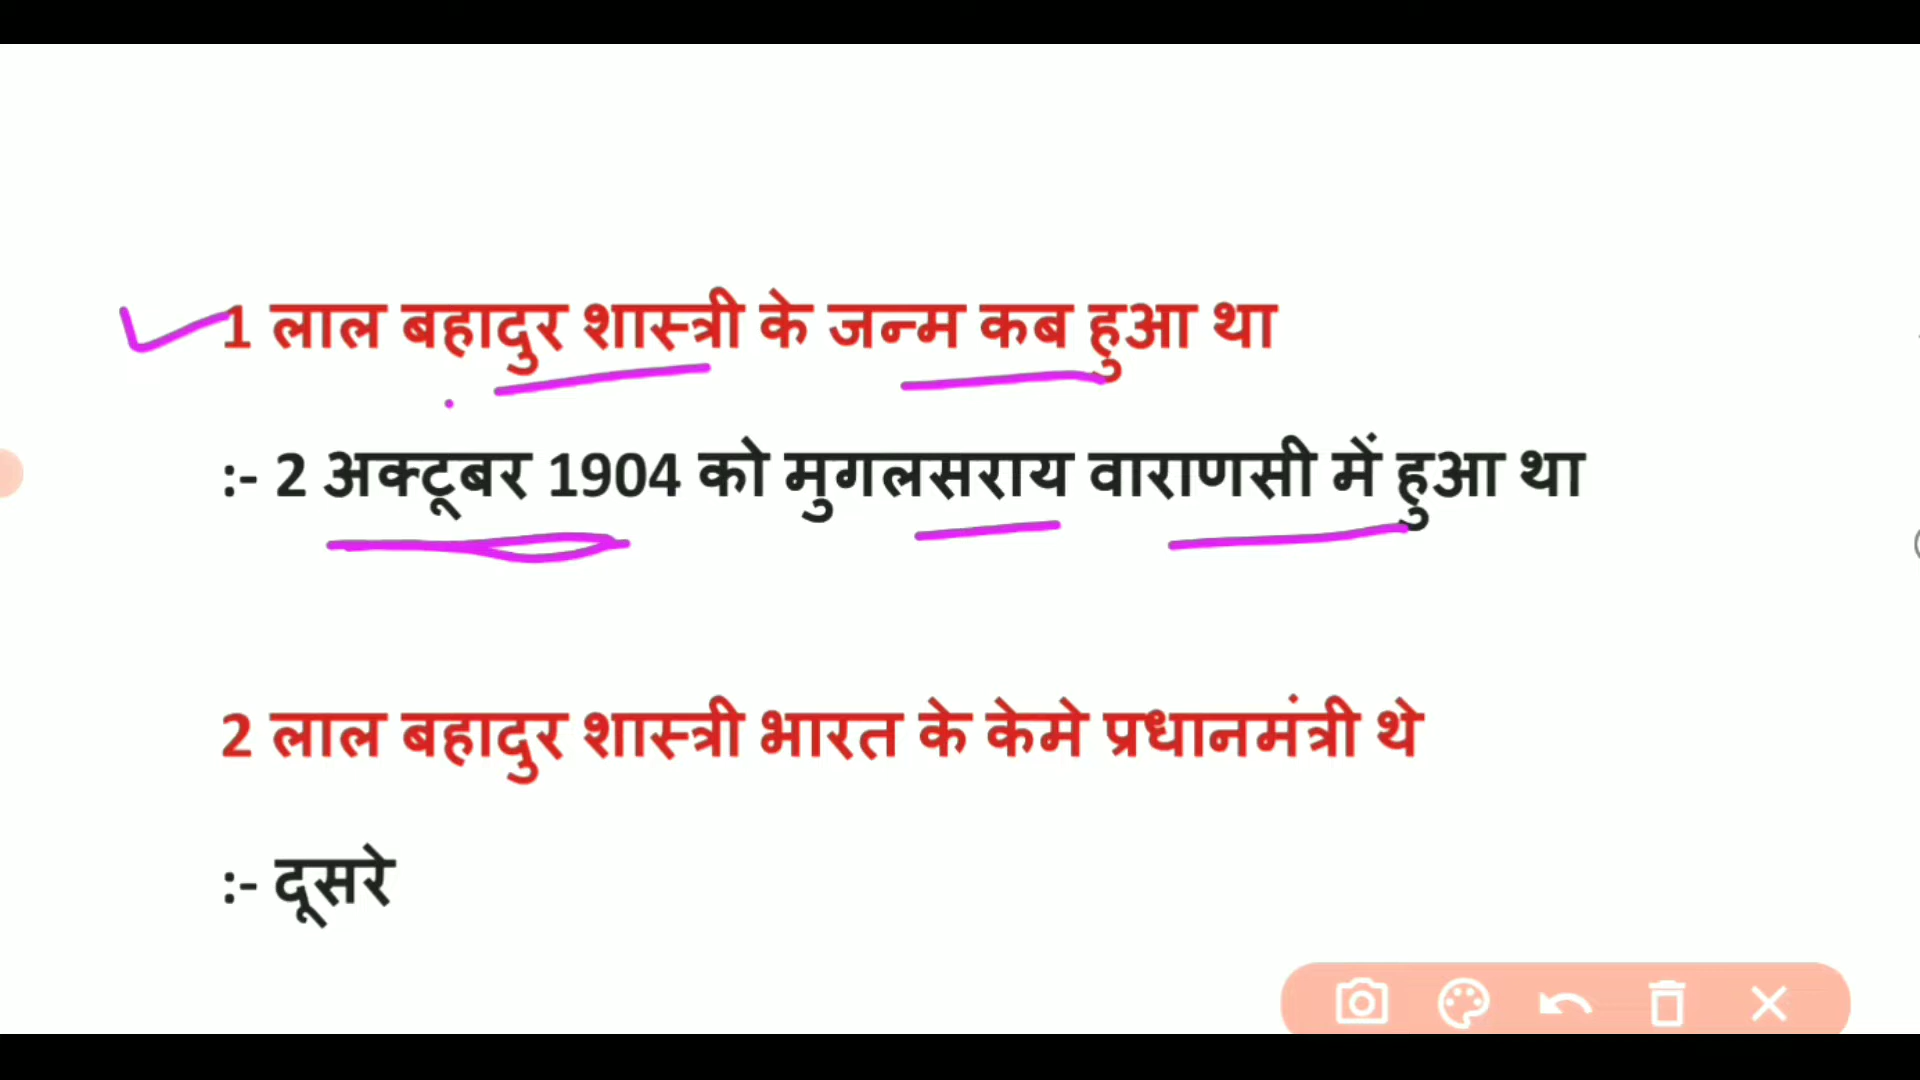 1 लाल बहादुर शास्त्री के जन्म कब हुआ था
:- 2 अक्टूबर 1904 को मुगलसराय वाराणसी में हुआ था
2 लाल बहादुर शास्त्री भारत के केमे प्रधानमंत्री थे
:- दूसरे